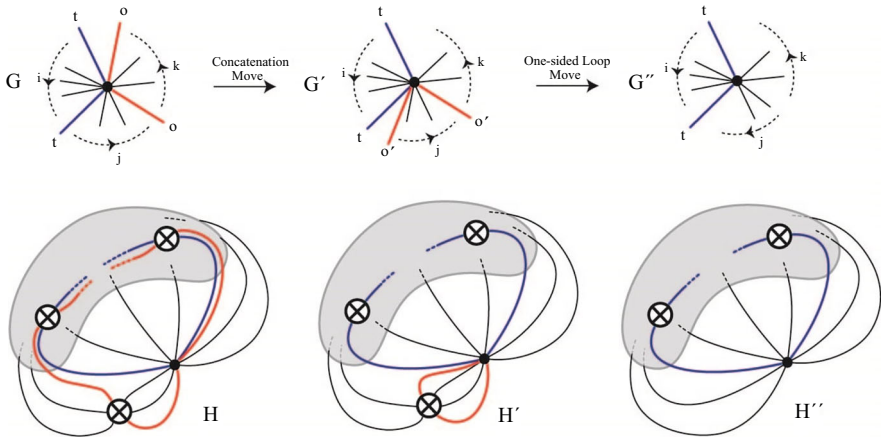 t o
G i k
t j o
Concatenation
Move
t
G′ i k
t o′ j o′
One-sided Loop
Move
t
G′′ i k
t j
H
H′
H′′